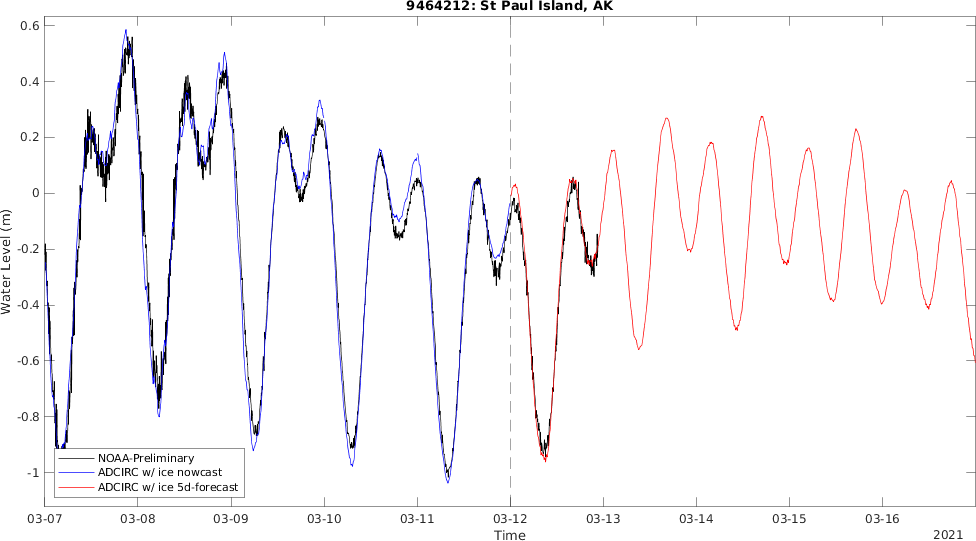 9464212: St Paul Island, AK
Water Level (m)
0.6
0.4
0.2
0
-0.2
-0.4
-0.6
-0.8
-1
NOAA-Preliminary
ADCIRC w/ ice nowcast
ADCIRC w/ ice 5d-forecast
03-07 03-08 03-09 03-10 03-11 03-12 03-13 03-14 03-15 03-16
Time
2021